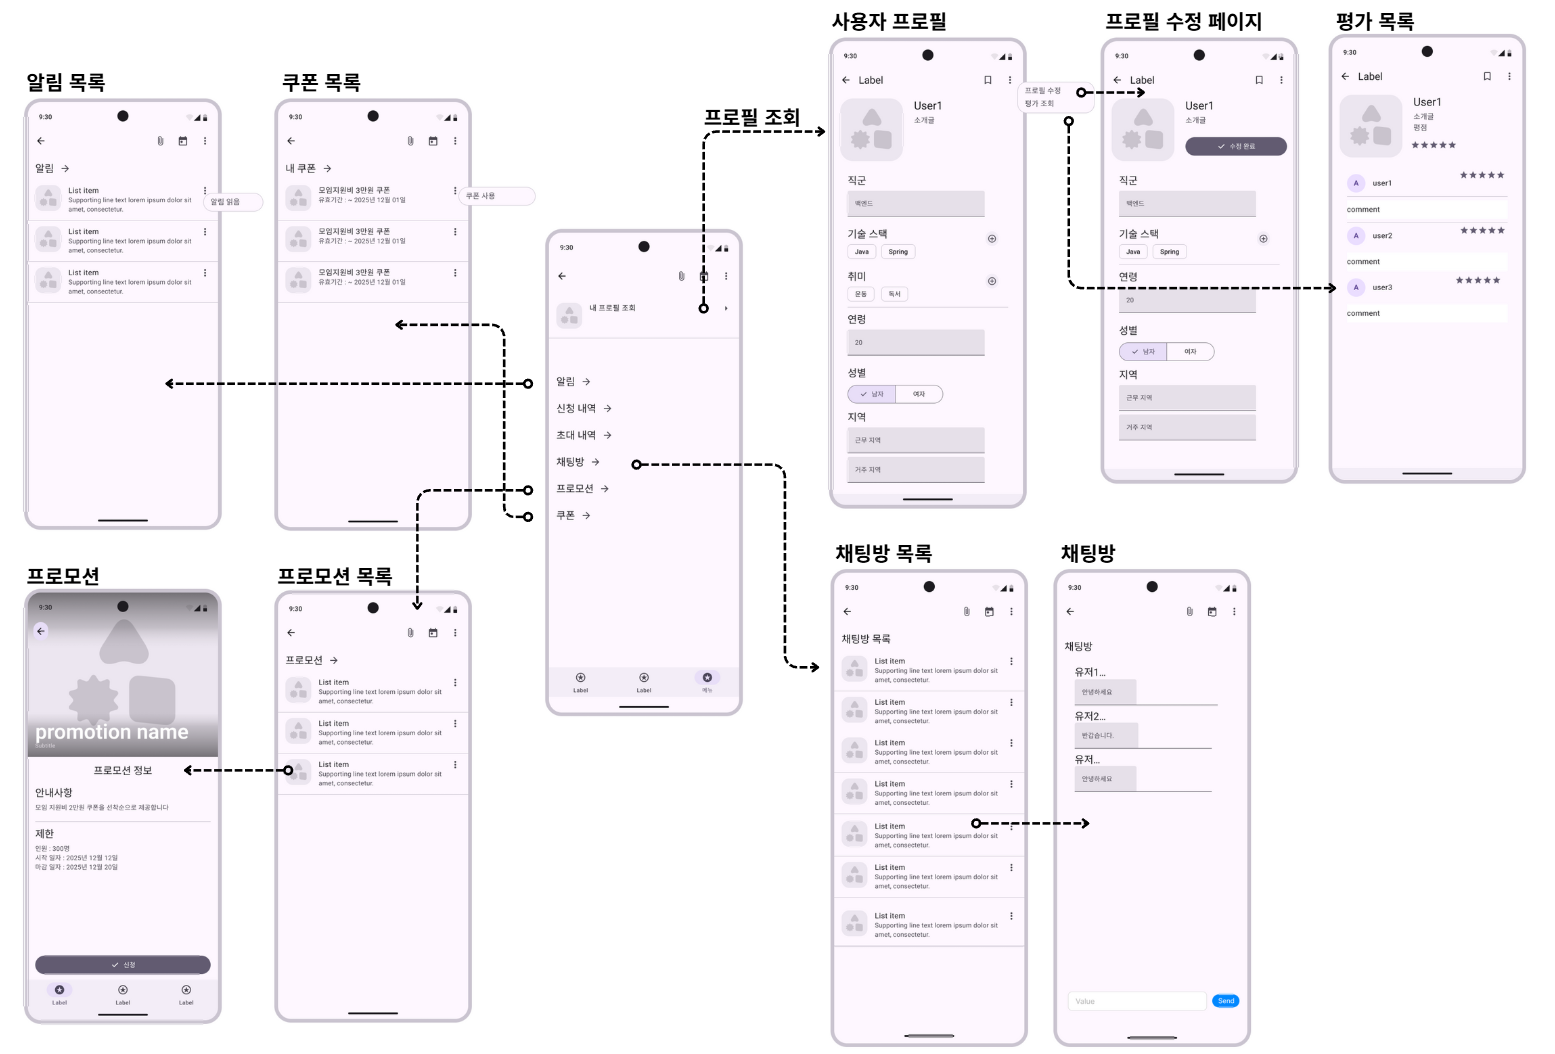 알림 목록
9:30
알림 →
List item
Supporting line text lorem ipsum dolor sit
amet, consectetur.
List item
Supporting line text lorem ipsum dolor sit
amet, consectetur.
List item
Supporting line text lorem ipsum dolor sit
amet, consectetur.
알림 읽음
쿠폰 목록
9:30
내 쿠폰 →
모임지원비 3만원 쿠폰
유효기간 : ~ 2025년 12월 01일
모임지원비 3만원 쿠폰
유효기간 : ~ 2025년 12월 01일
모임지원비 3만원 쿠폰
유효기간 : ~ 2025년 12월 01일
쿠폰 사용
9:30
내 프로필 조회
알림 →
신청 내역 →
초대 내역 →
채팅방 →
프로모션 →
쿠폰 →
Label
Label
메뉴
프로필 조회
사용자 프로필
9:30
Label
User1
소개글
직군
백엔드
기술 스택
Java
Spring
취미
운동
독서
연령
20
성별
남자
여자
지역
근무 지역
거주 지역
프로필 수정
평가 조회
프로필 수정 페이지
9:30
Label
User1
소개글
수정 완료
직군
백엔드
기술 스택
Java
Spring
연령
20
성별
남자
여자
지역
근무 지역
거주 지역
평가 목록
9:30
Label
User1
소개글
평점
★★★★★
A
user1
★★★★★
comment
A
user2
★★★★★
comment
A
user3
★★★★★
comment
프로모션
9:30
promotion name
Subtitle
프로모션 정보
안내사항
모임 지원비 2만원 쿠폰을 선착순으로 제공합니다
제한
인원 : 300명
시작 일자 : 2025년 12월 12일
마감 일자 : 2025년 12월 20일
신청
Label
Label
Label
프로모션 목록
9:30
프로모션 →
List item
Supporting line text lorem ipsum dolor sit
amet, consectetur.
List item
Supporting line text lorem ipsum dolor sit
amet, consectetur.
List item
Supporting line text lorem ipsum dolor sit
amet, consectetur.
채팅방 목록
9:30
채팅방 목록
List item
Supporting line text lorem ipsum dolor sit
amet, consectetur.
List item
Supporting line text lorem ipsum dolor sit
amet, consectetur.
List item
Supporting line text lorem ipsum dolor sit
amet, consectetur.
List item
Supporting line text lorem ipsum dolor sit
amet, consectetur.
List item
Supporting line text lorem ipsum dolor sit
amet, consectetur.
List item
Supporting line text lorem ipsum dolor sit
amet, consectetur.
List item
Supporting line text lorem ipsum dolor sit
amet, consectetur.
채팅방
9:30
채팅방
유저1...
안녕하세요
유저2...
반갑습니다.
유저...
안녕하세요
Value
Send